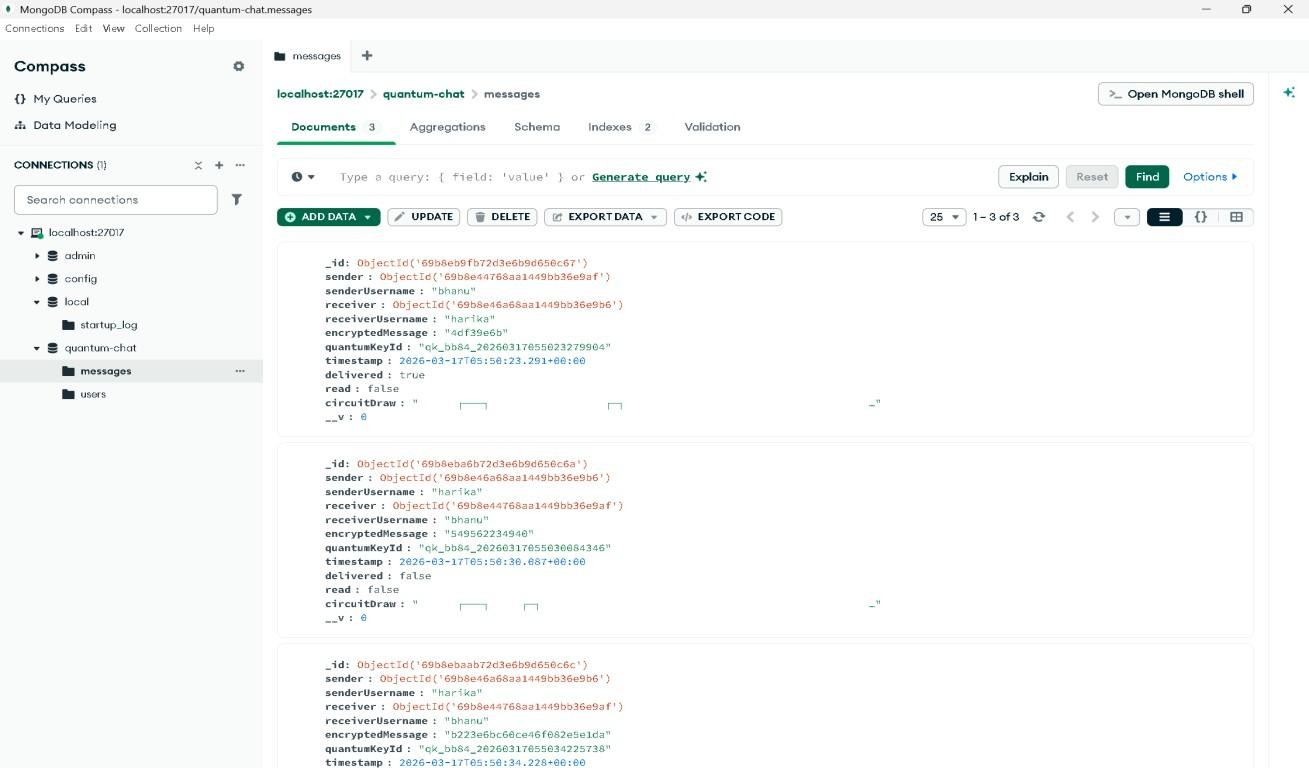 MongoDB Compass - localhost:27017/quantum-chat.messages
Connections Edit View Collection Help
Compass
{} My Queries
Data Modeling
CONNECTIONS (1)
Search connections
localhost:27017
admin
config
local
startup_log
quantum-chat
messages
users
messages
localhost:27017 > quantum-chat > messages
>_ Open MongoDB shell
Documents 3 Aggregations Schema Indexes 2 Validation
Type a query: { field: 'value' } or Generate query
Explain Reset Find Options
ADD DATA UPDATE DELETE EXPORT DATA </> EXPORT CODE
25 1 – 3 of 3 {}
_id: ObjectId('69b8eb9fb72d3e6b9d650c67')
sender : ObjectId('69b8e44768aa1449bb36e9af')
senderUsername : "bhanu"
receiver : ObjectId('69b8e46a68aa1449bb36e9b6')
receiverUsername : "harika"
encryptedMessage : "4df39e6b"
quantumKeyId : "qk_bb84_20260317055023279904"
timestamp : 2026-03-17T05:50:23.291+00:00
delivered : true
read : false
circuitDraw : " ┌───┐ ┌─┐ …"
__v : 0
_id: ObjectId('69b8eba6b72d3e6b9d650c6a')
sender : ObjectId('69b8e46a68aa1449bb36e9b6')
senderUsername : "harika"
receiver : ObjectId('69b8e44768aa1449bb36e9af')
receiverUsername : "bhanu"
encryptedMessage : "549562234940"
quantumKeyId : "qk_bb84_20260317055030084346"
timestamp : 2026-03-17T05:50:30.087+00:00
delivered : false
read : false
circuitDraw : " ┌───┐ ┌─┐ …"
__v : 0
_id: ObjectId('69b8ebaab72d3e6b9d650c6c')
sender : ObjectId('69b8e46a68aa1449bb36e9b6')
senderUsername : "harika"
receiver : ObjectId('69b8e44768aa1449bb36e9af')
receiverUsername : "bhanu"
encryptedMessage : "b223e6bc60ce46f082e5e1da"
quantumKeyId : "qk_bb84_20260317055034225738"
timestamp : 2026-03-17T05:50:34.228+00:00